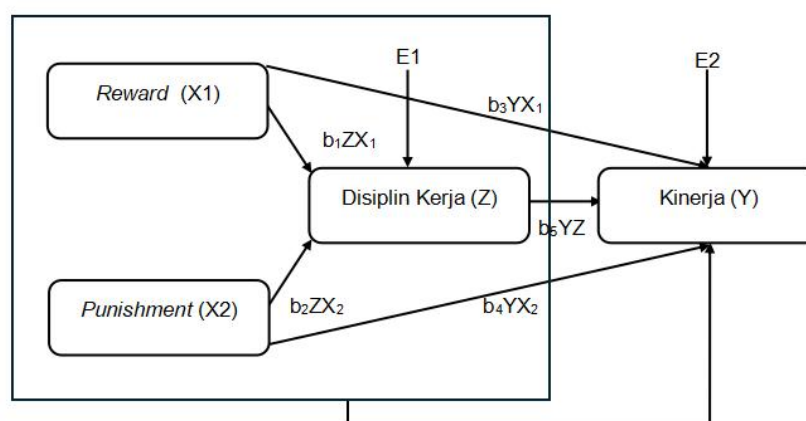 E1
E2
Reward (X1)
b₃YX₁
b₁ZX₁
Disiplin Kerja (Z)
Kinerja (Y)
b₅YZ
Punishment (X2)
b₂ZX₂
b₄YX₂